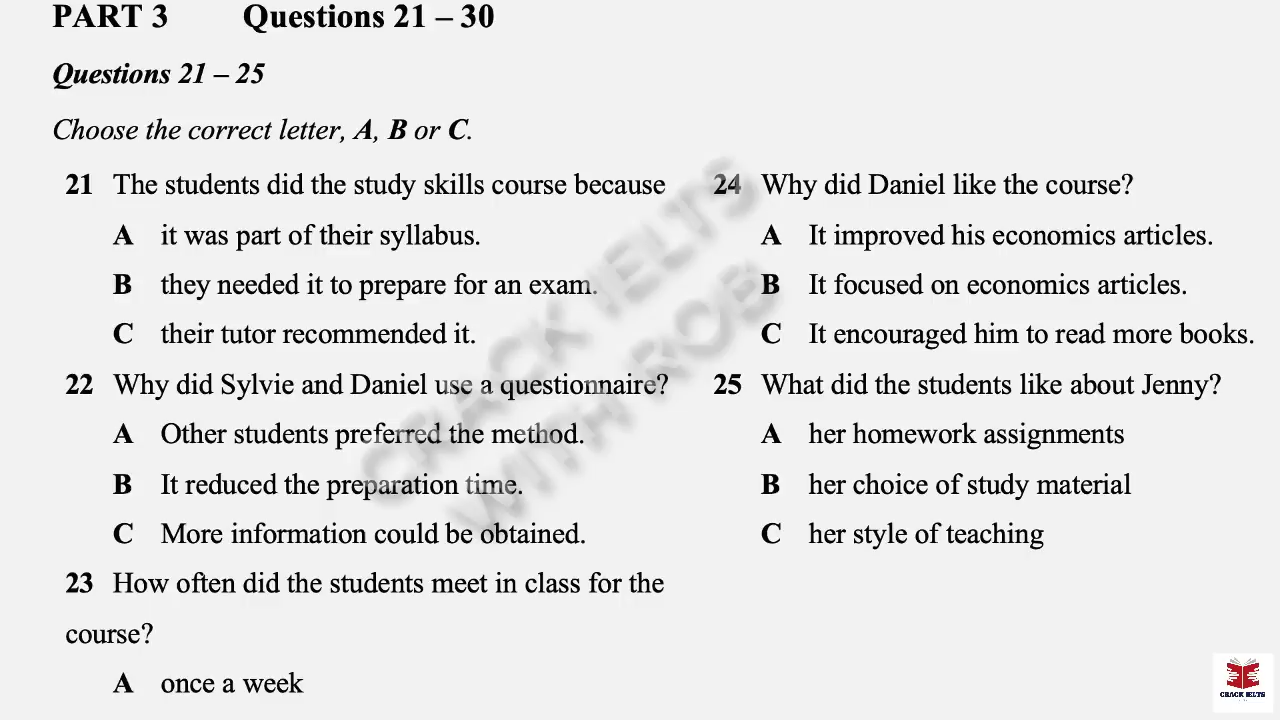 PART 3 Questions 21 – 30
Questions 21 – 25
Choose the correct letter, A, B or C.
21 The students did the study skills course because
A it was part of their syllabus.
B they needed it to prepare for an exam.
C their tutor recommended it.
22 Why did Sylvie and Daniel use a questionnaire?
A Other students preferred the method.
B It reduced the preparation time.
C More information could be obtained.
23 How often did the students meet in class for the
course?
A once a week
24 Why did Daniel like the course?
A It improved his economics articles.
B It focused on economics articles.
C It encouraged him to read more books.
25 What did the students like about Jenny?
A her homework assignments
B her choice of study material
C her style of teaching
CRACK IELTS
WITH ROB
CRACK IELTS